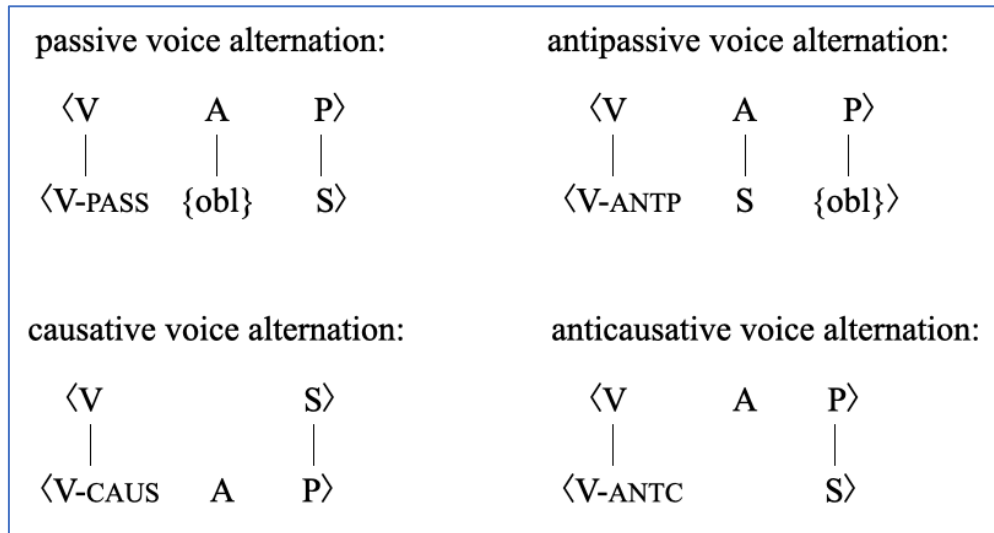 passive voice alternation:
⟨V A P⟩
⟨V-PASS {obl} S⟩
antipassive voice alternation:
⟨V A P⟩
⟨V-ANTP S {obl}⟩
causative voice alternation:
⟨V S⟩
⟨V-CAUS A P⟩
anticausative voice alternation:
⟨V A P⟩
⟨V-ANTC S⟩